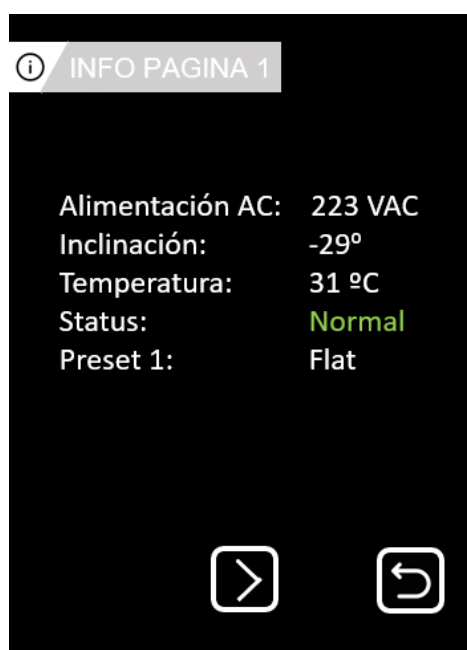 INFO PAGINA 1
Alimentación AC: 223 VAC
Inclinación: -29º
Temperatura: 31 ºC
Status: Normal
Preset 1: Flat